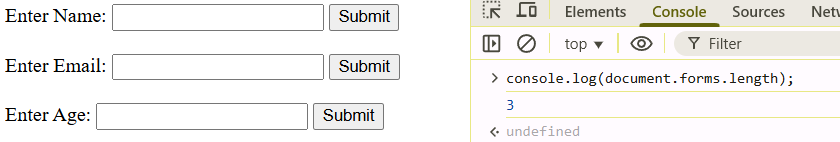 Enter Name: Submit
Enter Email: Submit
Enter Age: Submit
Elements Console Sources Netw
top ▾ Filter
> console.log(document.forms.length);
3
<· undefined